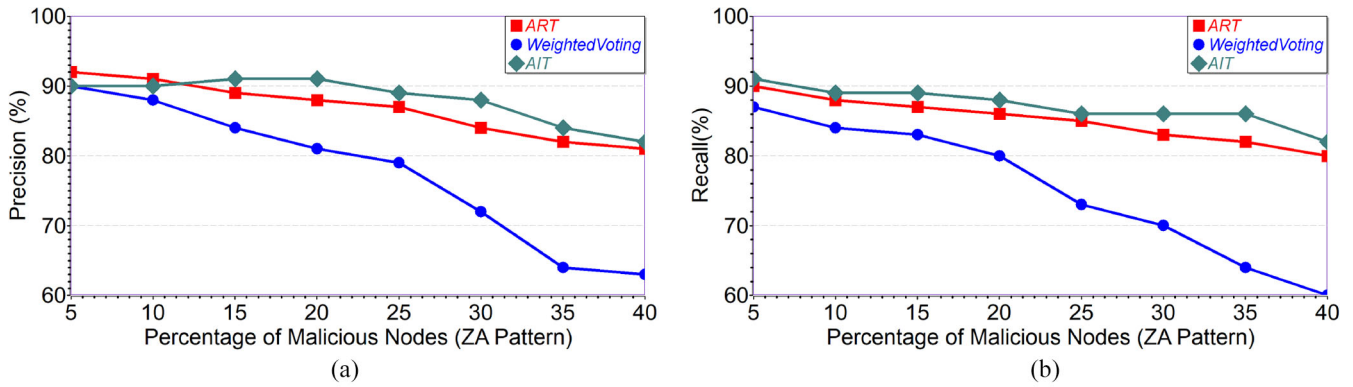 100
90
80
70
60
Precision (%)
ART
WeightedVoting
AIT
5 10 15 20 25 30 35 40
Percentage of Malicious Nodes (ZA Pattern)
(a)
100
90
80
70
60
Recall(%)
ART
WeightedVoting
AIT
5 10 15 20 25 30 35 40
Percentage of Malicious Nodes (ZA Pattern)
(b)